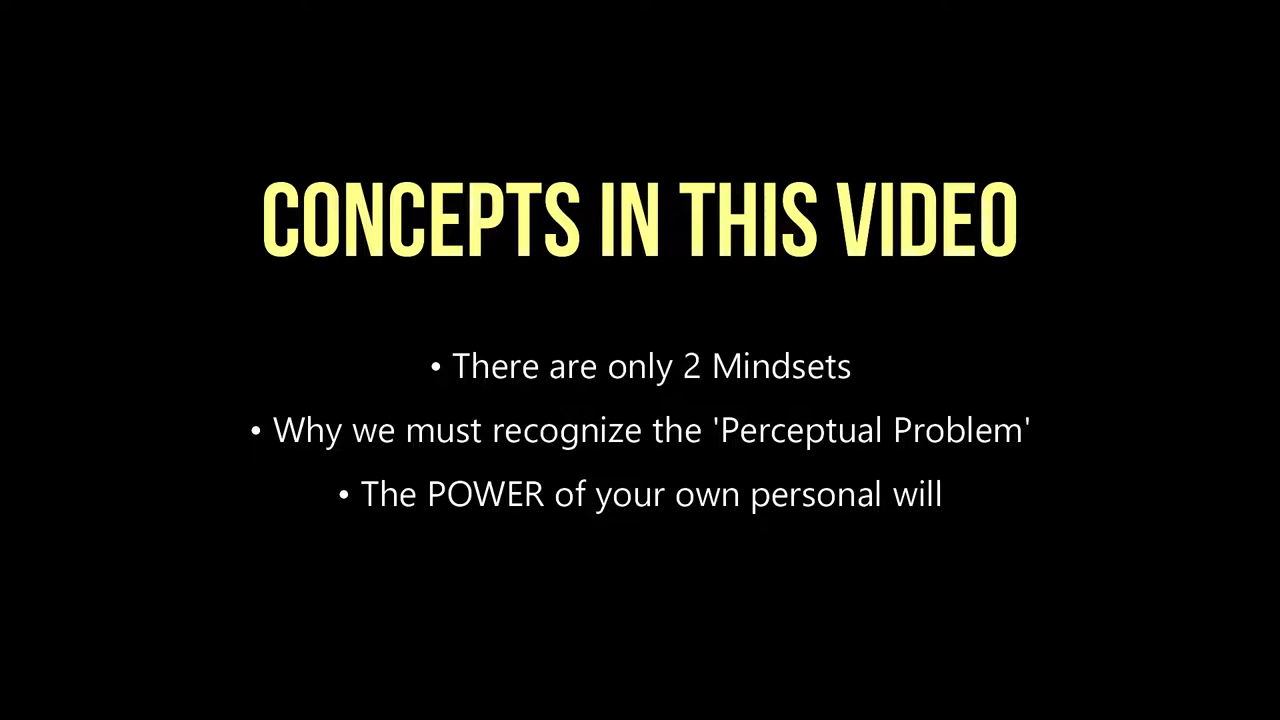 CONCEPTS IN THIS VIDEO
• There are only 2 Mindsets
• Why we must recognize the 'Perceptual Problem'
• The POWER of your own personal will